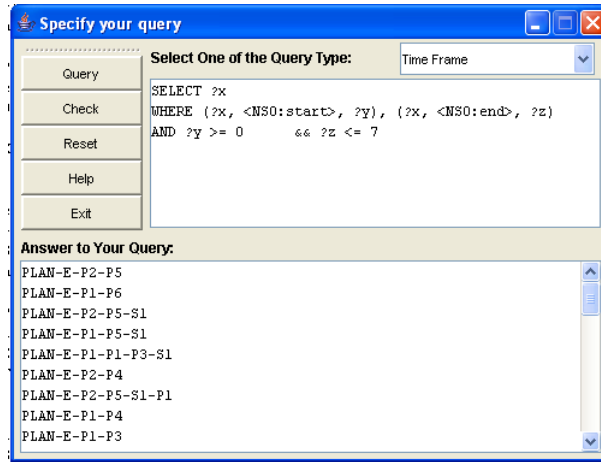 Specify your query
Select One of the Query Type:
Time Frame
Query
Check
Reset
Help
Exit
SELECT ?x
WHERE (?x, <NS0:start>, ?y), (?x, <NS0:end>, ?z)
AND ?y >= 0 && ?z <= 7
Answer to Your Query:
PLAN-E-P2-P5
PLAN-E-P1-P6
PLAN-E-P2-P5-S1
PLAN-E-P1-P5-S1
PLAN-E-P1-P1-P3-S1
PLAN-E-P2-P4
PLAN-E-P2-P5-S1-P1
PLAN-E-P1-P4
PLAN-E-P1-P3